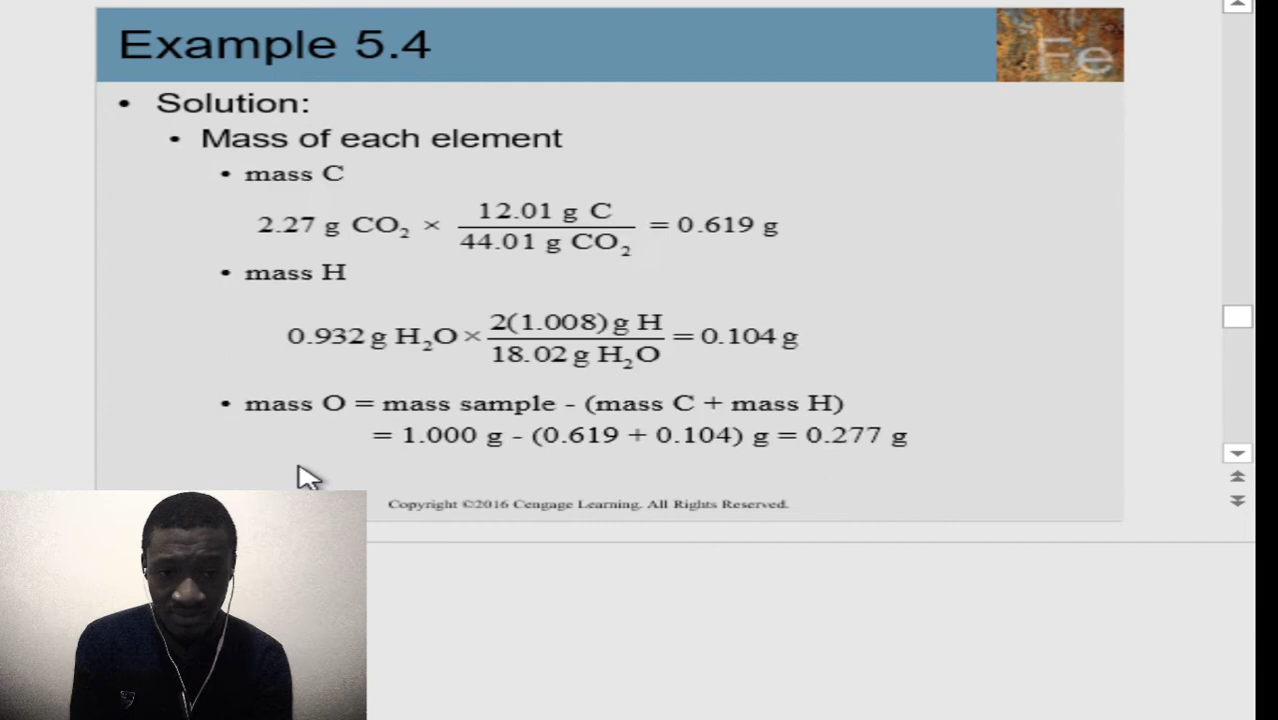 Example 5.4
Fe
• Solution:
• Mass of each element
• mass C
2.27 g CO₂ × 12.01 g C / 44.01 g CO₂ = 0.619 g
• mass H
0.932 g H₂O × 2(1.008) g H / 18.02 g H₂O = 0.104 g
• mass O = mass sample - (mass C + mass H)
= 1.000 g - (0.619 + 0.104) g = 0.277 g
Copyright ©2016 Cengage Learning. All Rights Reserved.